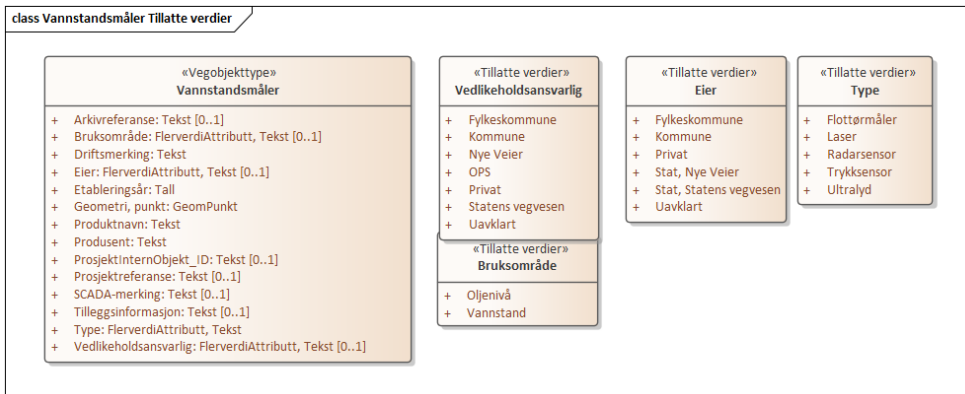 class Vannstandsmåler Tillatte verdier
«Vegobjekttype»
Vannstandsmåler
+ Arkivreferanse: Tekst [0..1]
+ Bruksområde: FlerverdiAttributt, Tekst [0..1]
+ Driftsmerking: Tekst
+ Eier: FlerverdiAttributt, Tekst [0..1]
+ Etableringsår: Tall
+ Geometri, punkt: GeomPunkt
+ Produktnavn: Tekst
+ Produsent: Tekst
+ ProsjektInternObjekt_ID: Tekst [0..1]
+ Prosjektreferanse: Tekst [0..1]
+ SCADA-merking: Tekst [0..1]
+ Tilleggsinformasjon: Tekst [0..1]
+ Type: FlerverdiAttributt, Tekst
+ Vedlikeholdsansvarlig: FlerverdiAttributt, Tekst [0..1]
«Tillatte verdier»
Vedlikeholdsansvarlig
+ Fylkeskommune
+ Kommune
+ Nye Veier
+ OPS
+ Privat
+ Statens vegvesen
+ Uavklart
«Tillatte verdier»
Bruksområde
+ Oljenivå
+ Vannstand
«Tillatte verdier»
Eier
+ Fylkeskommune
+ Kommune
+ Privat
+ Stat, Nye Veier
+ Stat, Statens vegvesen
+ Uavklart
«Tillatte verdier»
Type
+ Flottørmåler
+ Laser
+ Radarsensor
+ Trykksensor
+ Ultralyd